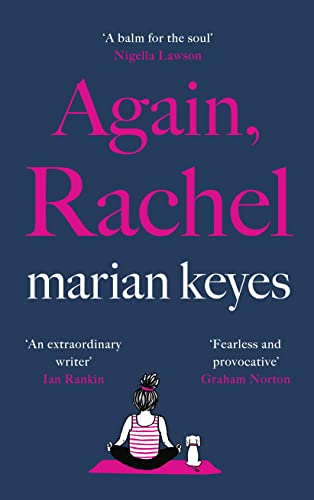 ‘A balm for the soul’
Nigella Lawson
Again,
Rachel
marian keyes
‘An extraordinary
writer’
Ian Rankin
‘Fearless and
provocative’
Graham Norton